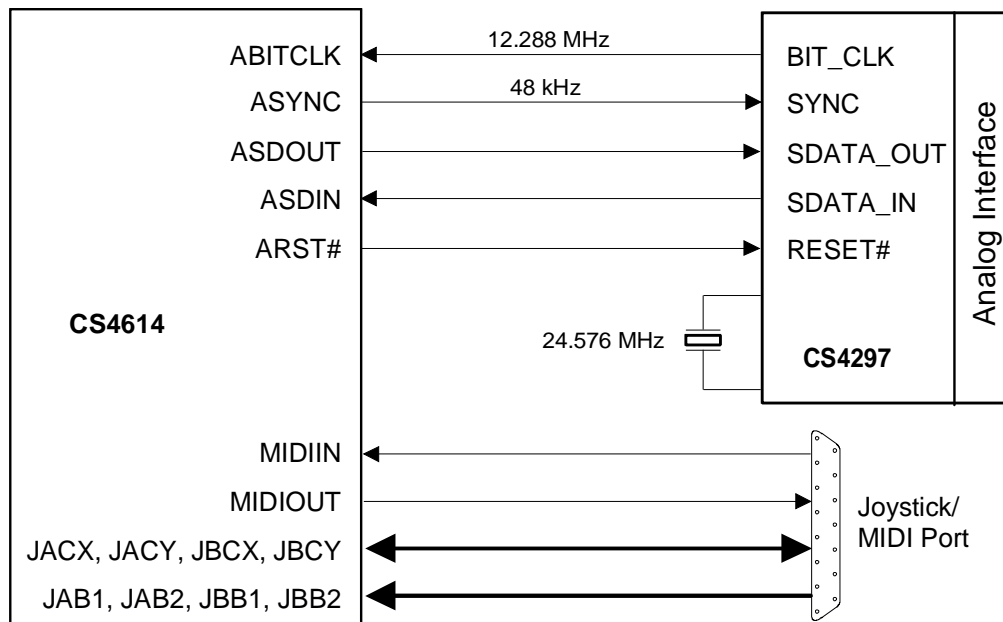 ABITCLK
12.288 MHz
BIT_CLK
ASYNC
48 kHz
SYNC
ASDOUT
SDATA_OUT
ASDIN
SDATA_IN
ARST#
RESET#
Analog Interface
CS4614
24.576 MHz
CS4297
MIDIIN
MIDIOUT
JACX, JACY, JBCX, JBCY
JAB1, JAB2, JBB1, JBB2
Joystick/
MIDI Port